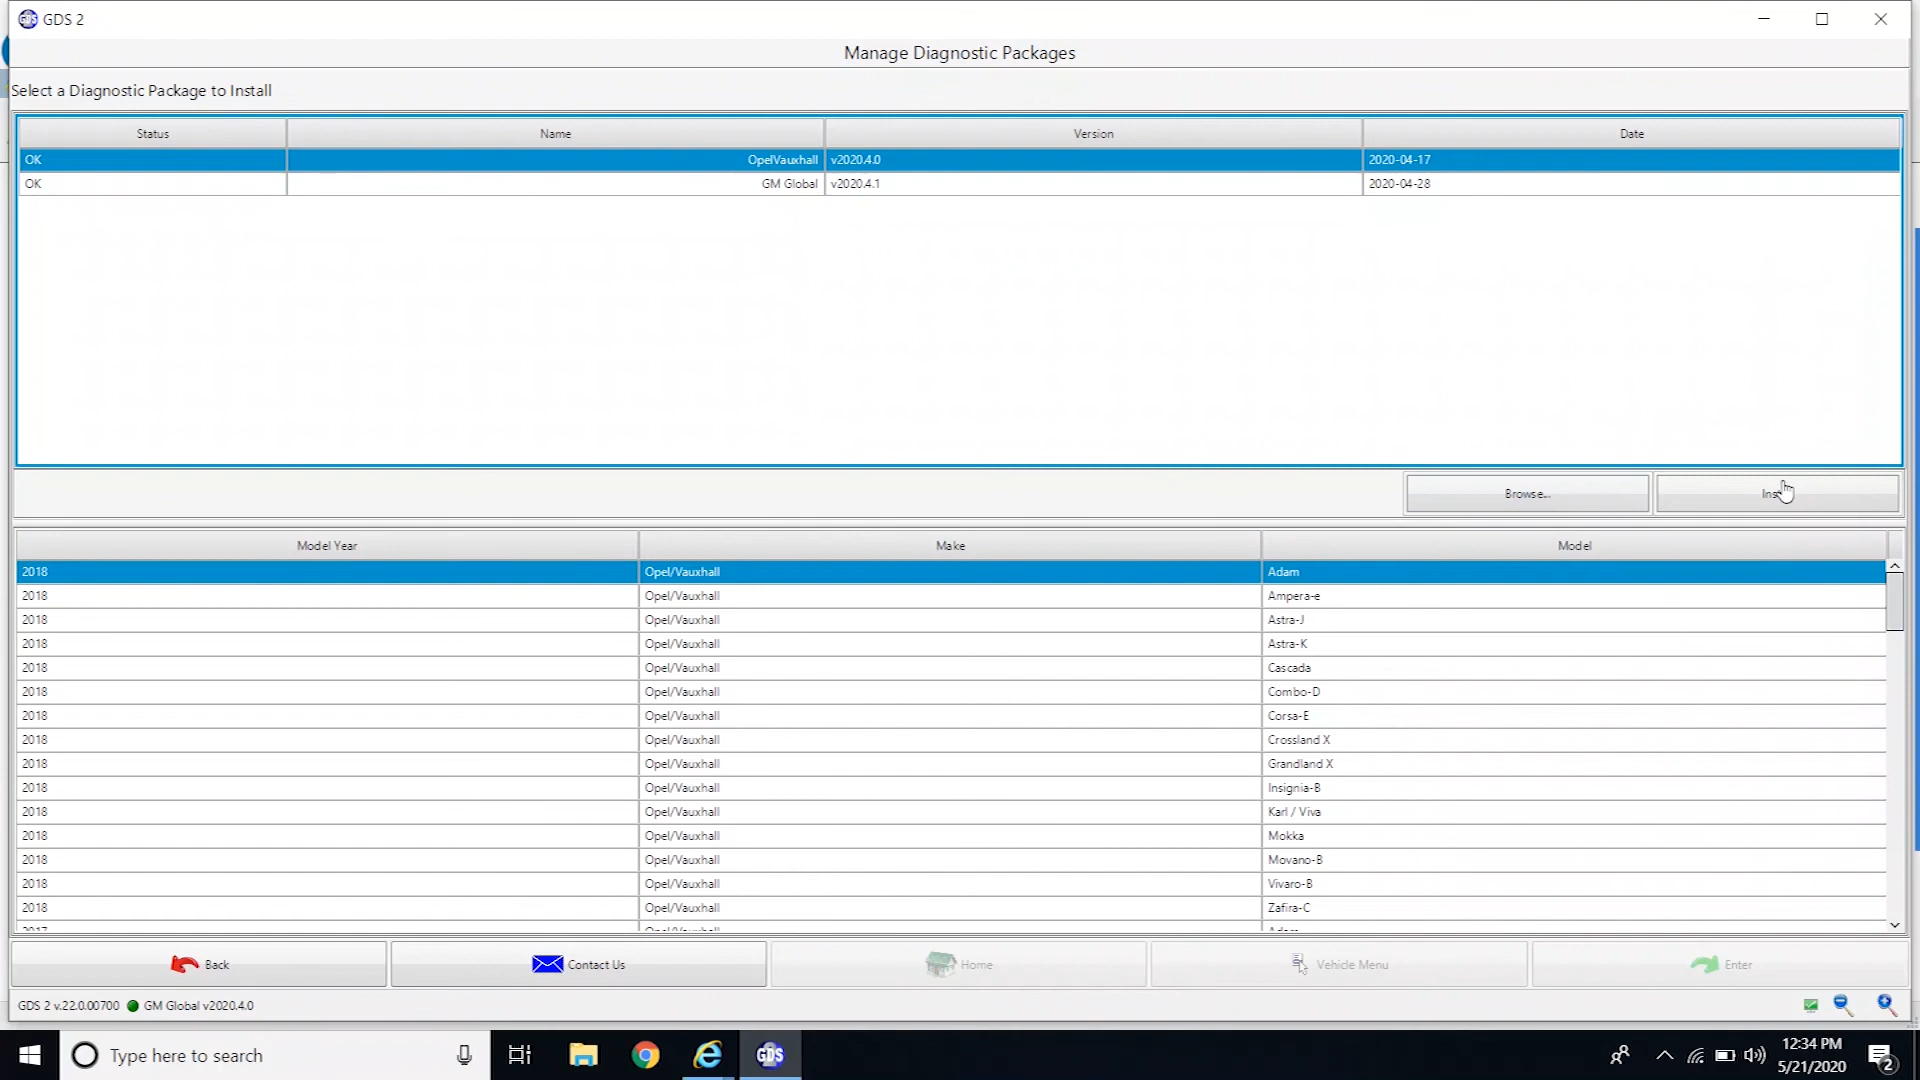 GDS 2
Manage Diagnostic Packages
Select a Diagnostic Package to Install
Status Name Version Date
OK OpelVauxhall v2020.4.0 2020-04-17
OK GM Global v2020.4.1 2020-04-28
Browse...
Model Year Make Model
2018 Opel/Vauxhall Adam
2018 Opel/Vauxhall Ampera-e
2018 Opel/Vauxhall Astra-J
2018 Opel/Vauxhall Astra-K
2018 Opel/Vauxhall Cascada
2018 Opel/Vauxhall Combo-D
2018 Opel/Vauxhall Corsa-E
2018 Opel/Vauxhall Crossland X
2018 Opel/Vauxhall Grandland X
2018 Opel/Vauxhall Insignia-B
2018 Opel/Vauxhall Karl / Viva
2018 Opel/Vauxhall Mokka
2018 Opel/Vauxhall Movano-B
2018 Opel/Vauxhall Vivaro-B
2018 Opel/Vauxhall Zafira-C
Back Contact Us Home Vehicle Menu Enter
GDS 2 v.22.0.00700 GM Global v2020.4.0
Type here to search GDS 12:34 PM
5/21/2020 2